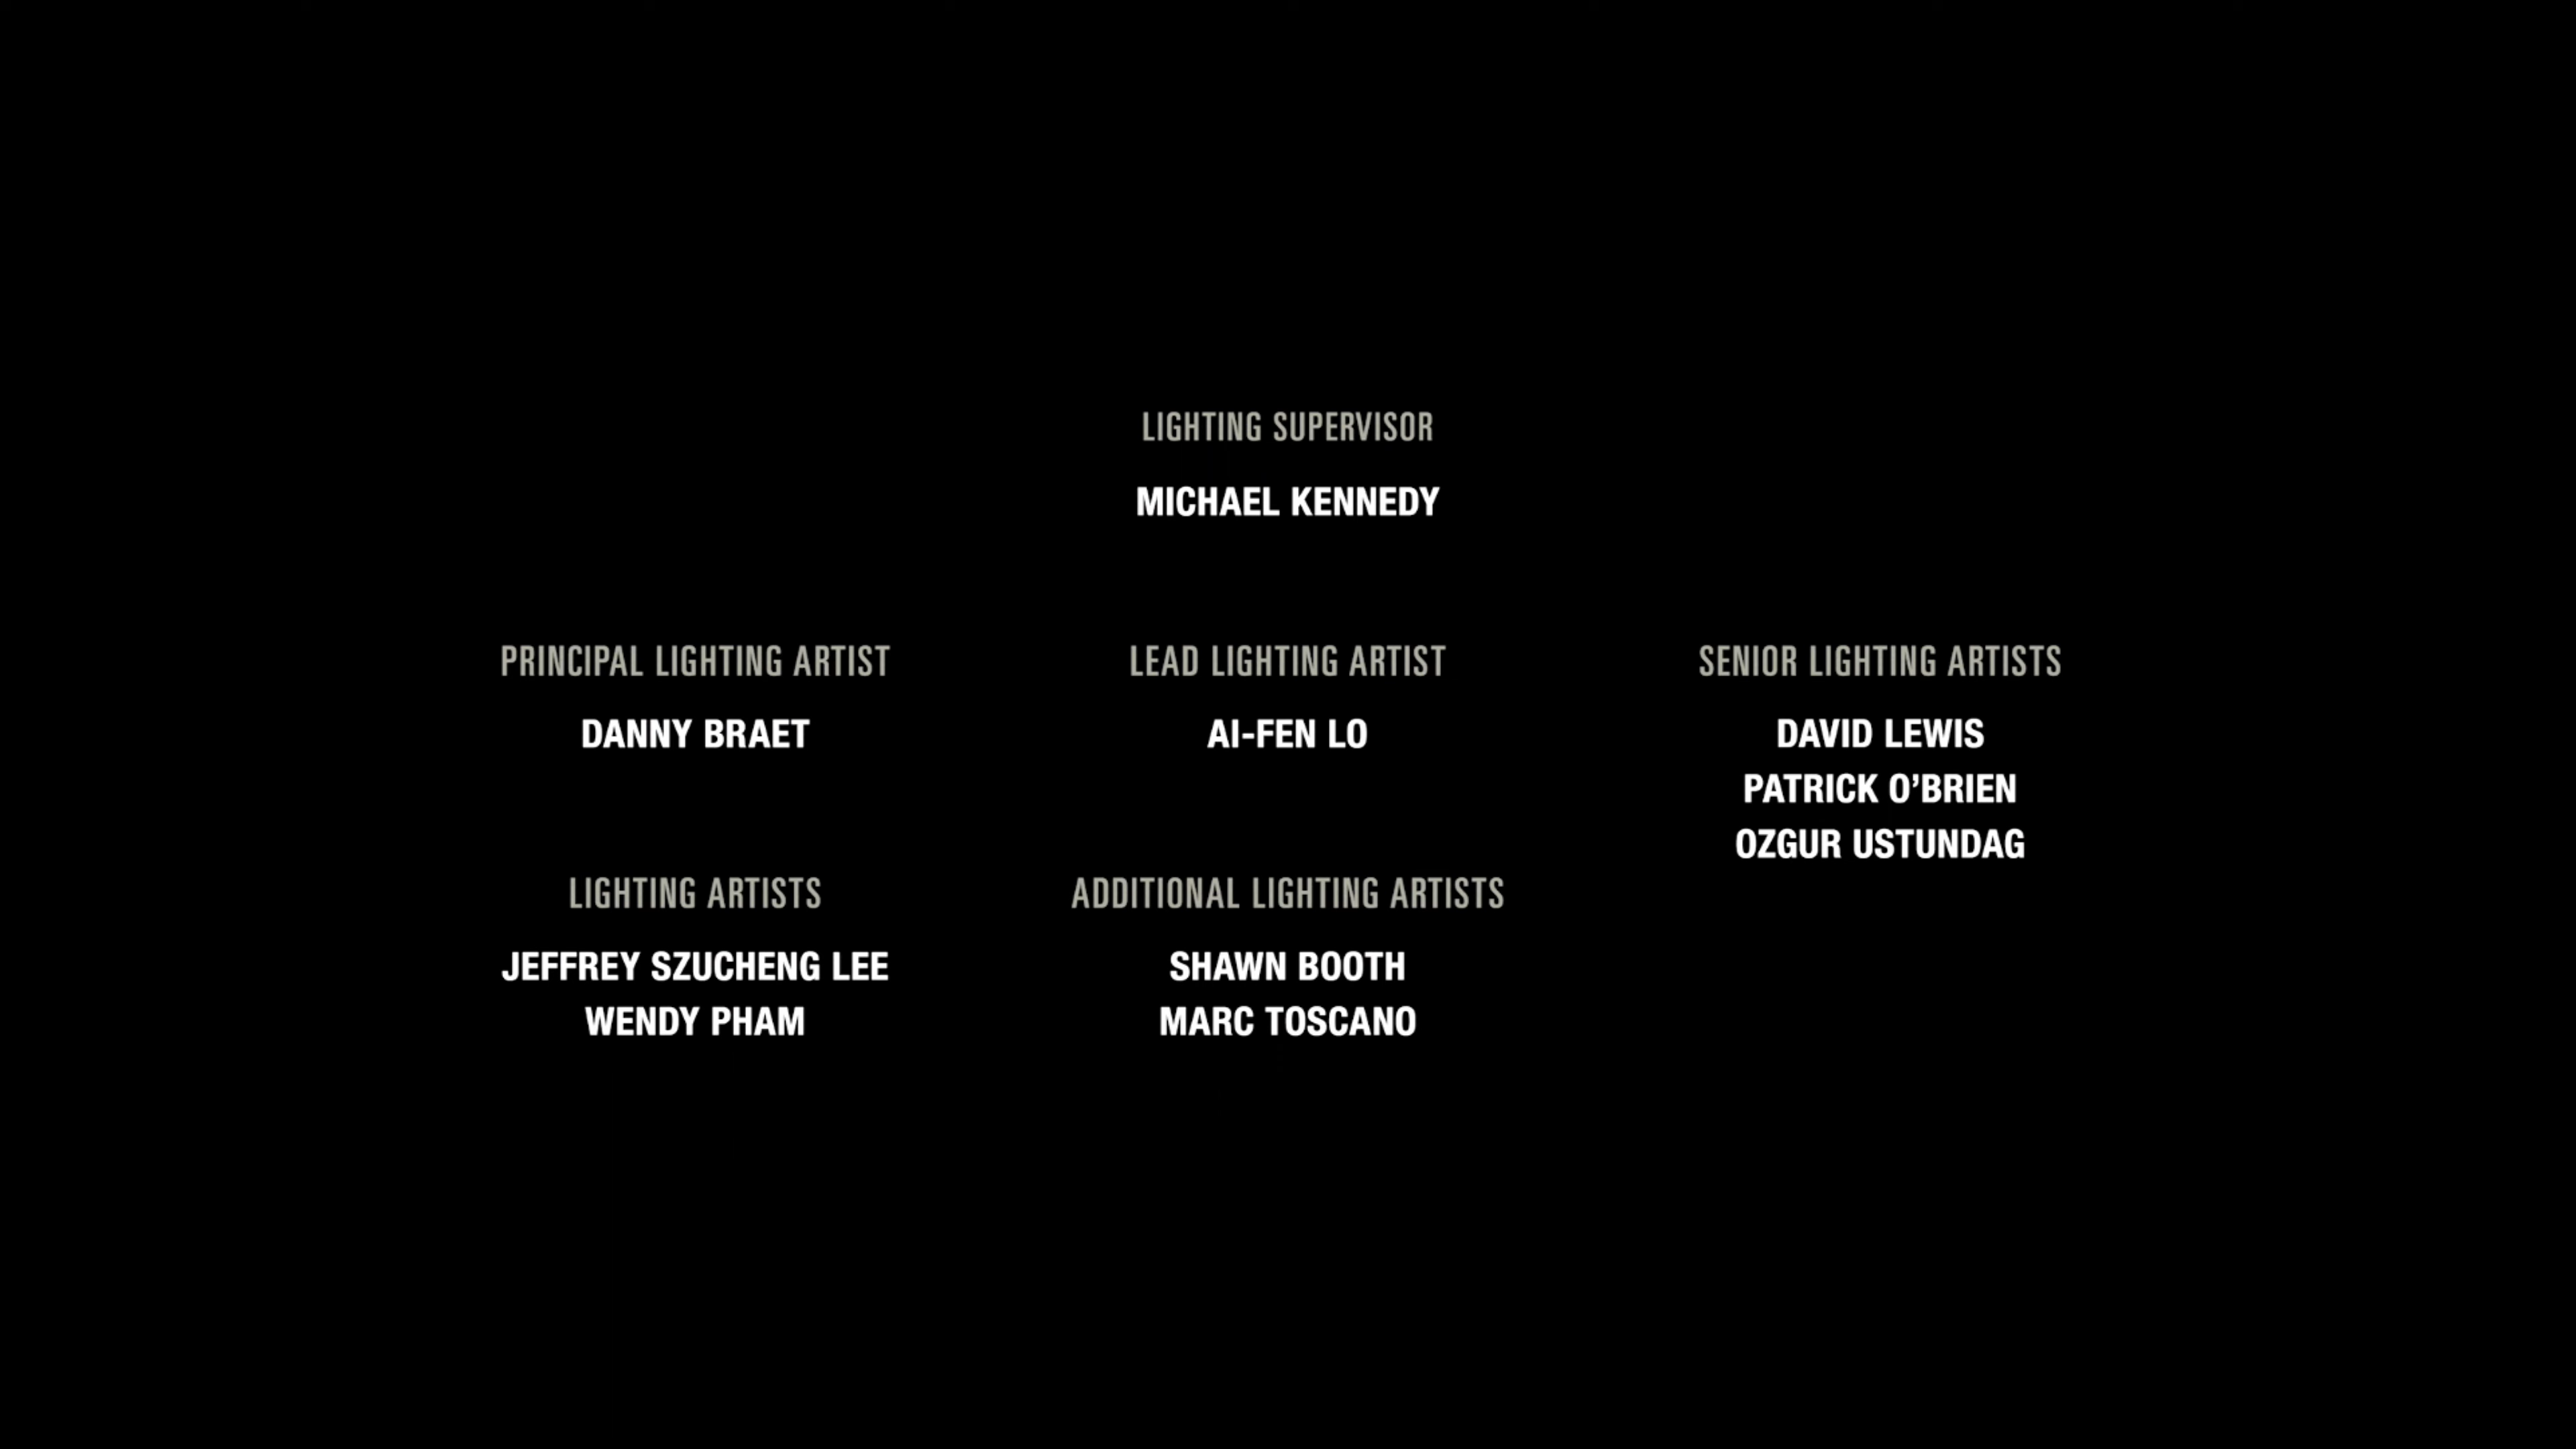 LIGHTING SUPERVISOR
MICHAEL KENNEDY
PRINCIPAL LIGHTING ARTIST
DANNY BRAET
LEAD LIGHTING ARTIST
AI-FEN LO
SENIOR LIGHTING ARTISTS
DAVID LEWIS
PATRICK O’BRIEN
OZGUR USTUNDAG
LIGHTING ARTISTS
JEFFREY SZUCHENG LEE
WENDY PHAM
ADDITIONAL LIGHTING ARTISTS
SHAWN BOOTH
MARC TOSCANO